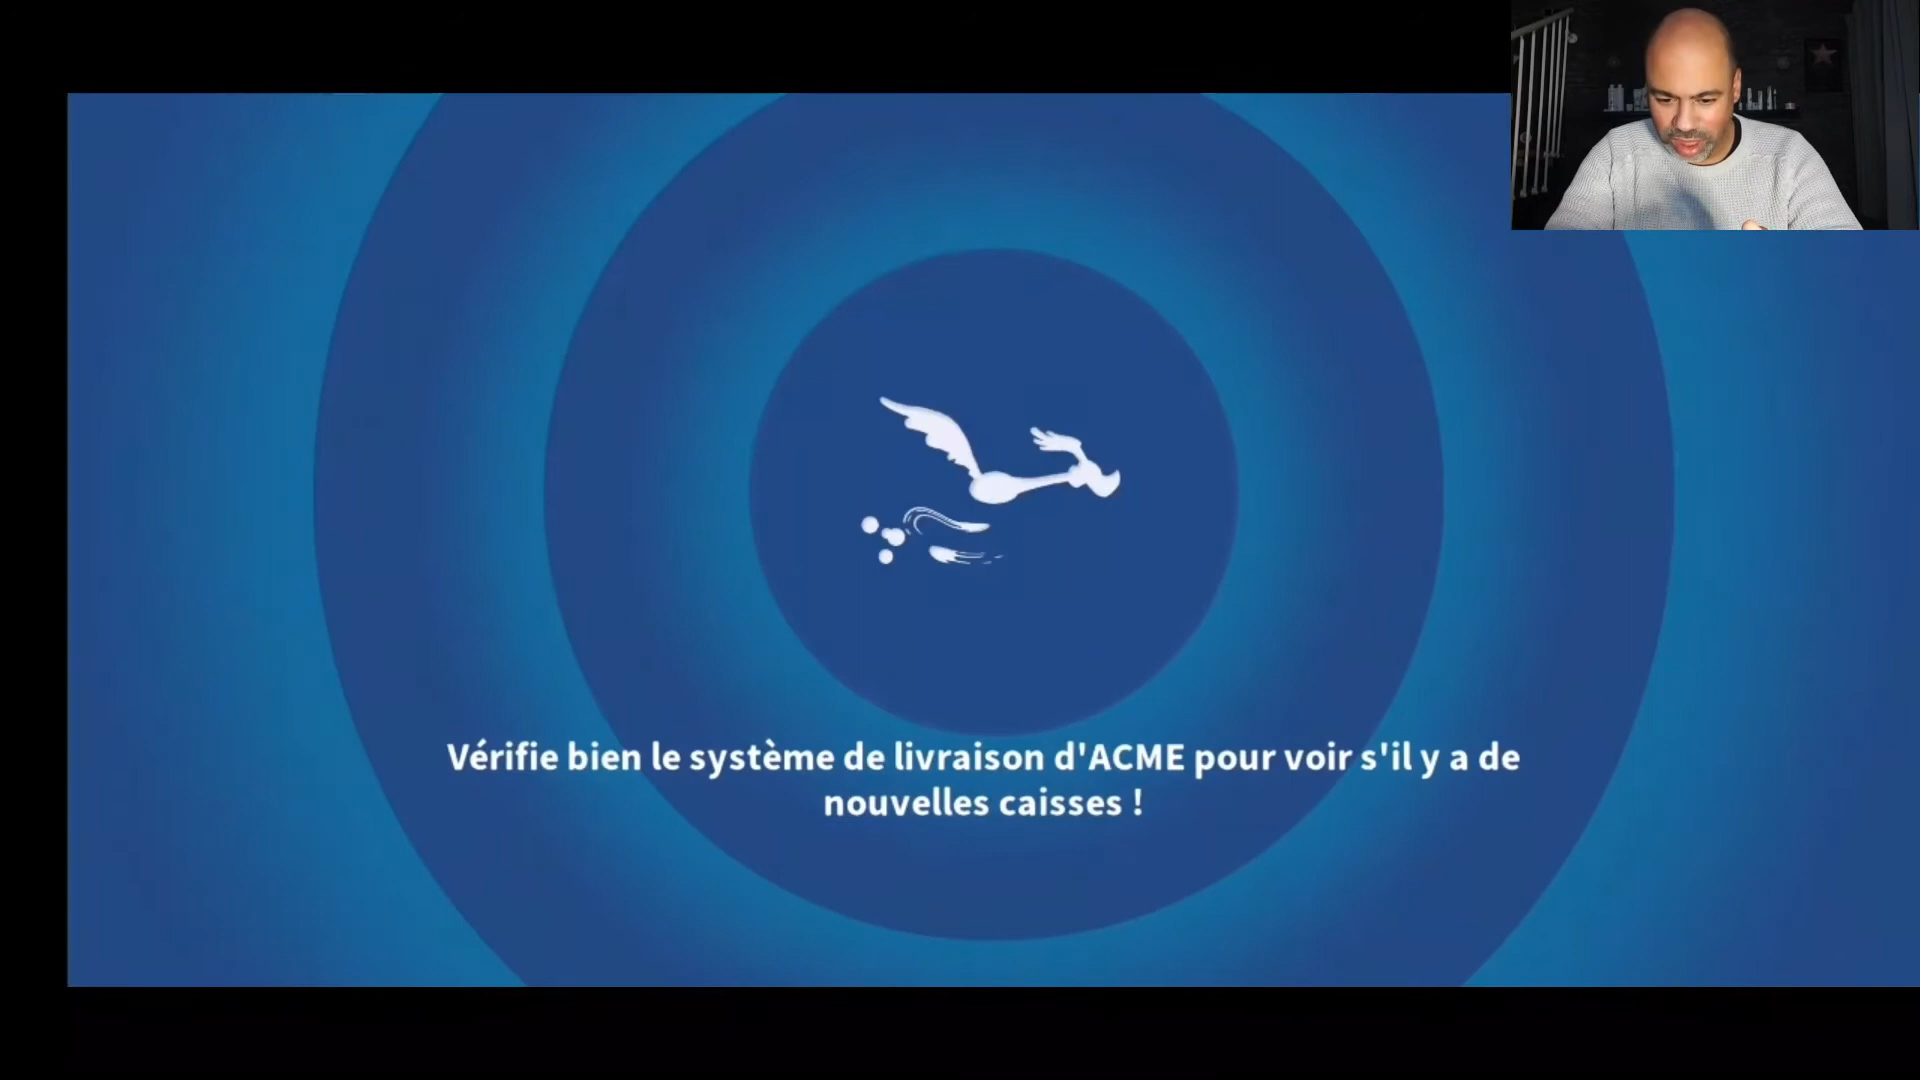 Vérifie bien le système de livraison d'ACME pour voir s'il y a de
nouvelles caisses !